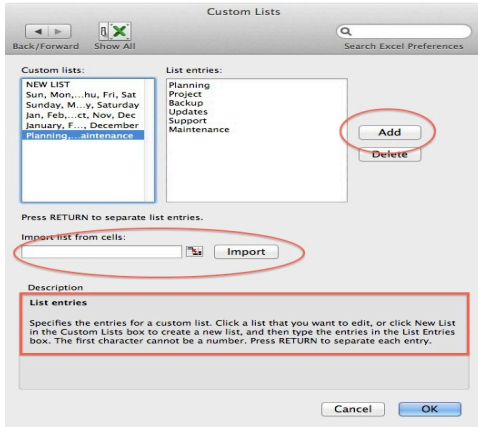 Custom Lists
Back/Forward Show All Search Excel Preferences
Custom lists: List entries:
NEW LIST
Sun, Mon,...hu, Fri, Sat
Sunday, M...y, Saturday
Jan, Feb,...ct, Nov, Dec
January, F..., December
Planning,...aintenance
Planning
Project
Backup
Updates
Support
Maintenance
Add
Delete
Press RETURN to separate list entries.
Import list from cells:
Import
Description
List entries
Specifies the entries for a custom list. Click a list that you want to edit, or click New List
in the Custom Lists box to create a new list, and then type the entries in the List Entries
box. The first character cannot be a number. Press RETURN to separate each entry.
Cancel OK